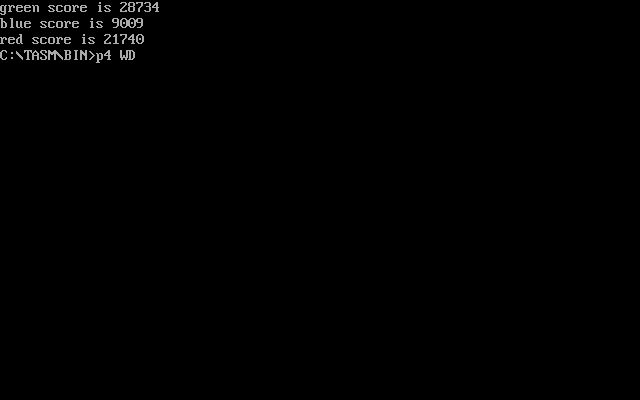 green score is 28734
blue score is 9009
red score is 21740
C:\TASM\BIN>p4 WD